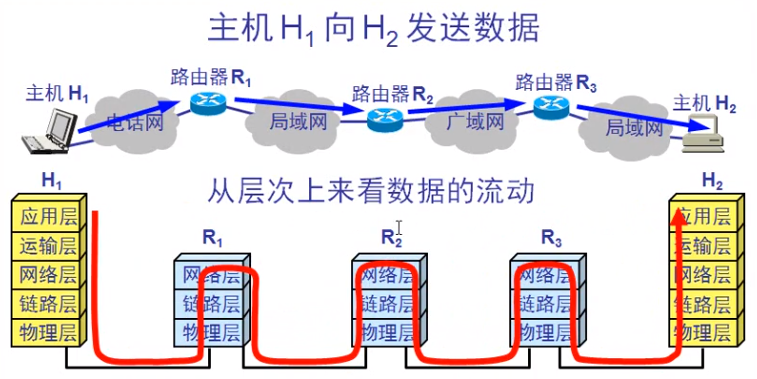 主机 H1 向 H2 发送数据
主机 H1
电话网
路由器 R1
局域网
路由器 R2
广域网
路由器 R3
局域网
主机 H2
从层次上来看数据的流动
H1
应用层
运输层
网络层
链路层
物理层
R1
网络层
链路层
物理层
R2
网络层
链路层
物理层
R3
网络层
链路层
物理层
H2
应用层
运输层
网络层
链路层
物理层